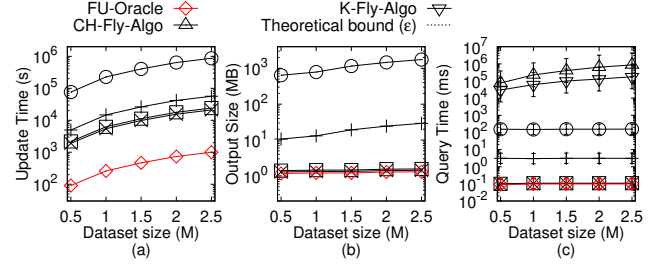 FU-Oracle K-Fly-Algo
CH-Fly-Algo Theoretical bound (ε)
Update Time (s)
10^6
10^5
10^4
10^3
10^2
0.5 1 1.5 2 2.5
Dataset size (M)
(a)
Output Size (MB)
10^3
10^2
10^1
10^0
0.5 1 1.5 2 2.5
Dataset size (M)
(b)
Query Time (ms)
10^7
10^6
10^5
10^4
10^3
10^2
10^1
10^0
10^-1
10^-2
0.5 1 1.5 2 2.5
Dataset size (M)
(c)